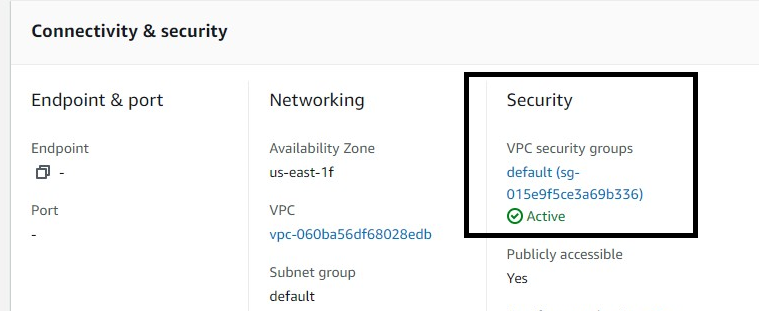 Connectivity & security
Endpoint & port
Endpoint
-
Port
-
Networking
Availability Zone
us-east-1f
VPC
vpc-060ba56df68028edb
Subnet group
default
Security
VPC security groups
default (sg-
015e9f5ce3a69b336)
Active
Publicly accessible
Yes